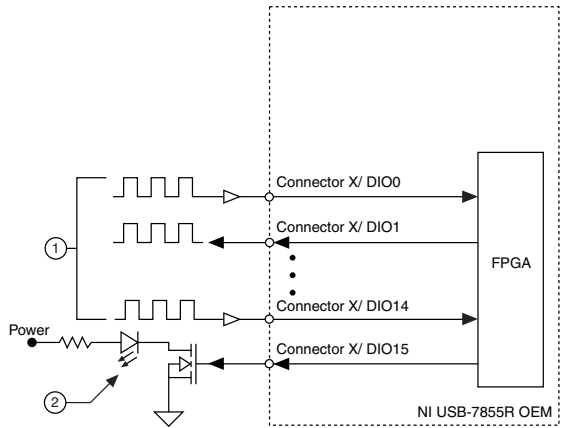 Connector X/ DIO0
Connector X/ DIO1
1
FPGA
Connector X/ DIO14
Power
Connector X/ DIO15
2
NI USB-7855R OEM